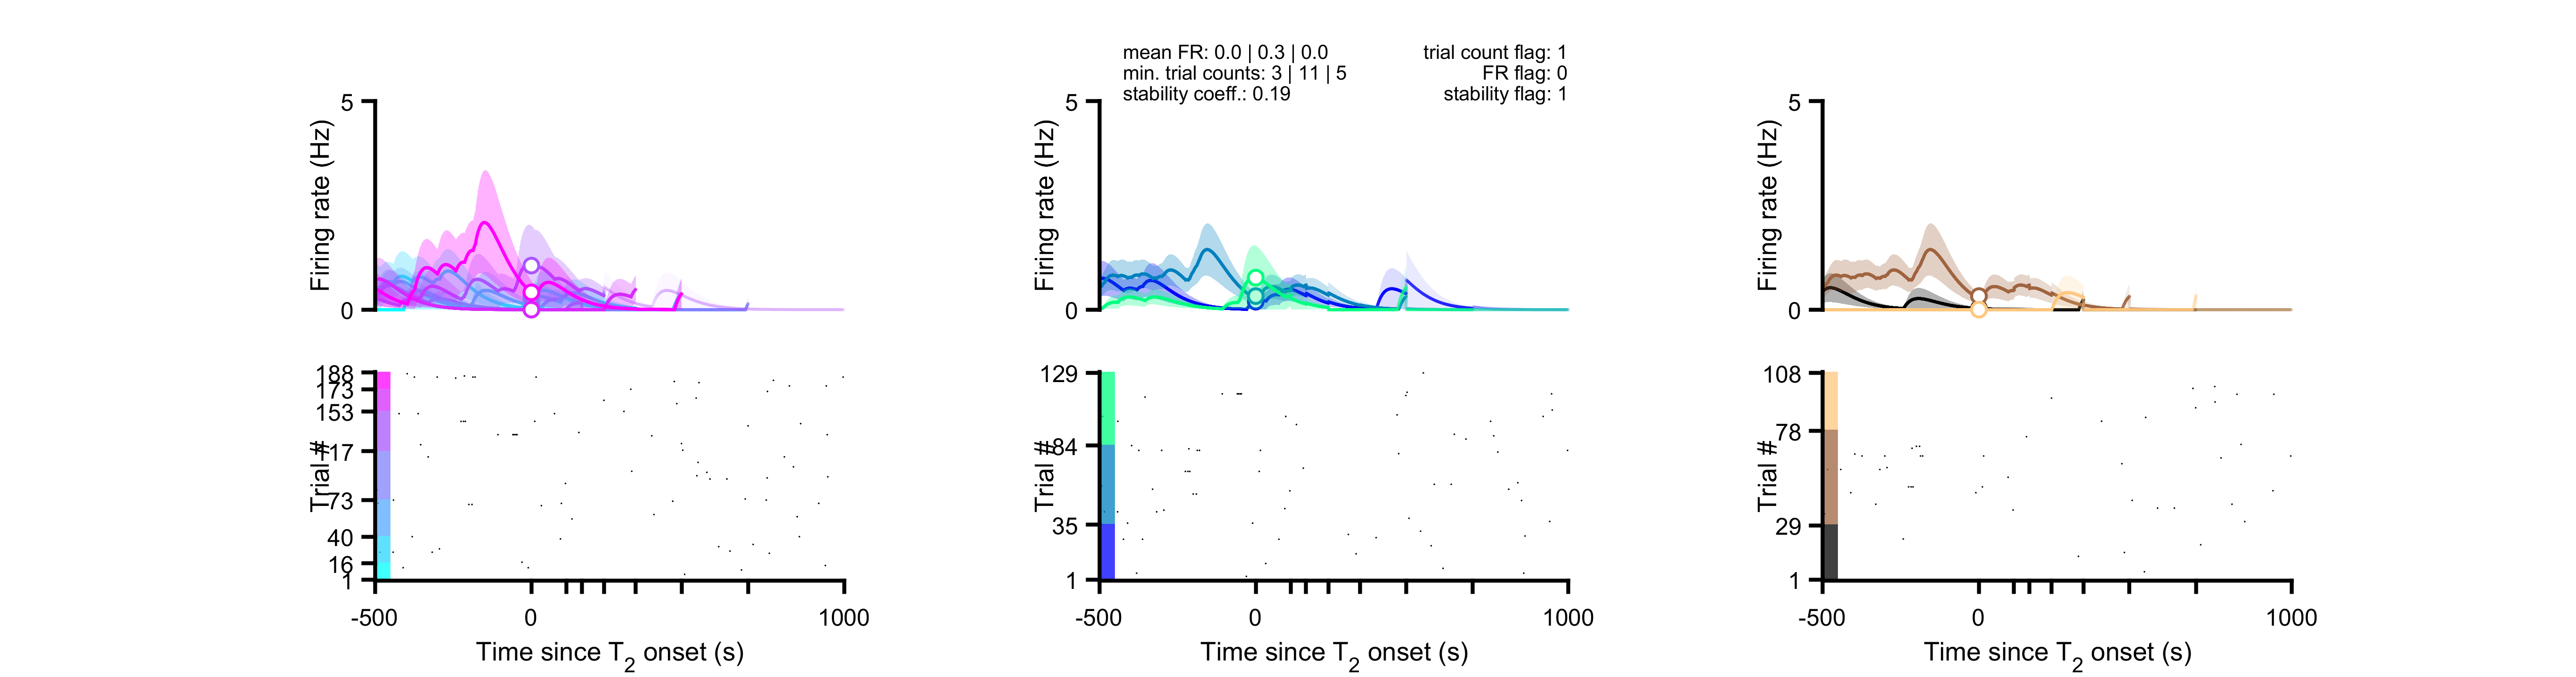 mean FR: 0.0 | 0.3 | 0.0
min. trial counts: 3 | 11 | 5
stability coeff.: 0.19
trial count flag: 1
FR flag: 0
stability flag: 1
5
0
Firing rate (Hz)
5
0
Firing rate (Hz)
5
0
Firing rate (Hz)
188
173
153
117
73
40
16
1
Trial #
-500
0
1000
Time since T2 onset (s)
129
84
35
1
Trial #
-500
0
1000
Time since T2 onset (s)
108
78
29
1
Trial #
-500
0
1000
Time since T2 onset (s)